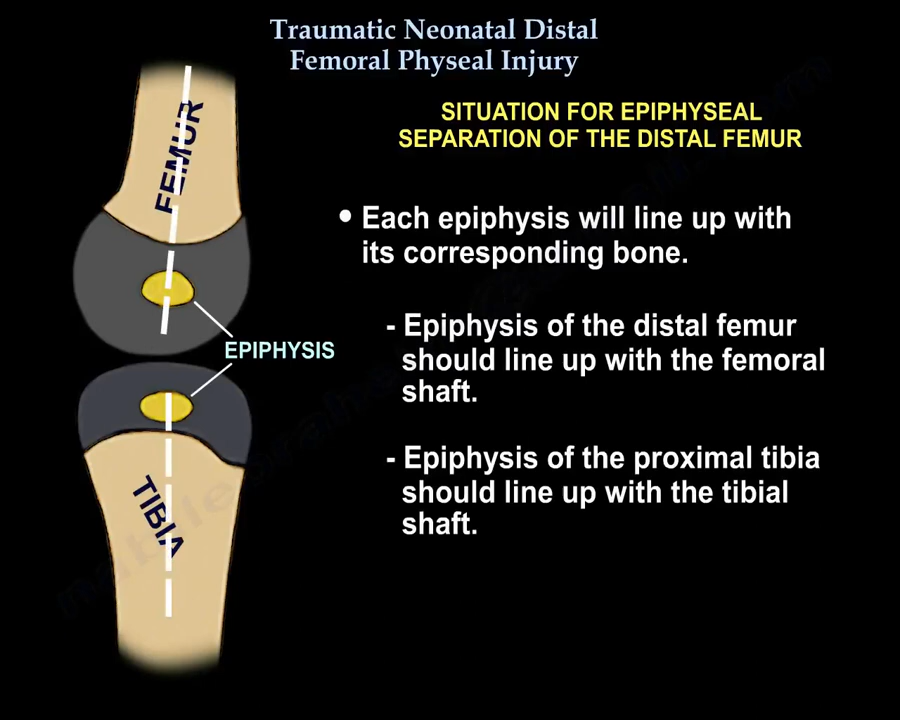 Traumatic Neonatal Distal
Femoral Physeal Injury
SITUATION FOR EPIPHYSEAL
SEPARATION OF THE DISTAL FEMUR
FEMUR
• Each epiphysis will line up with
its corresponding bone.
- Epiphysis of the distal femur
should line up with the femoral
shaft.
EPIPHYSIS
- Epiphysis of the proximal tibia
should line up with the tibial
shaft.
TIBIA